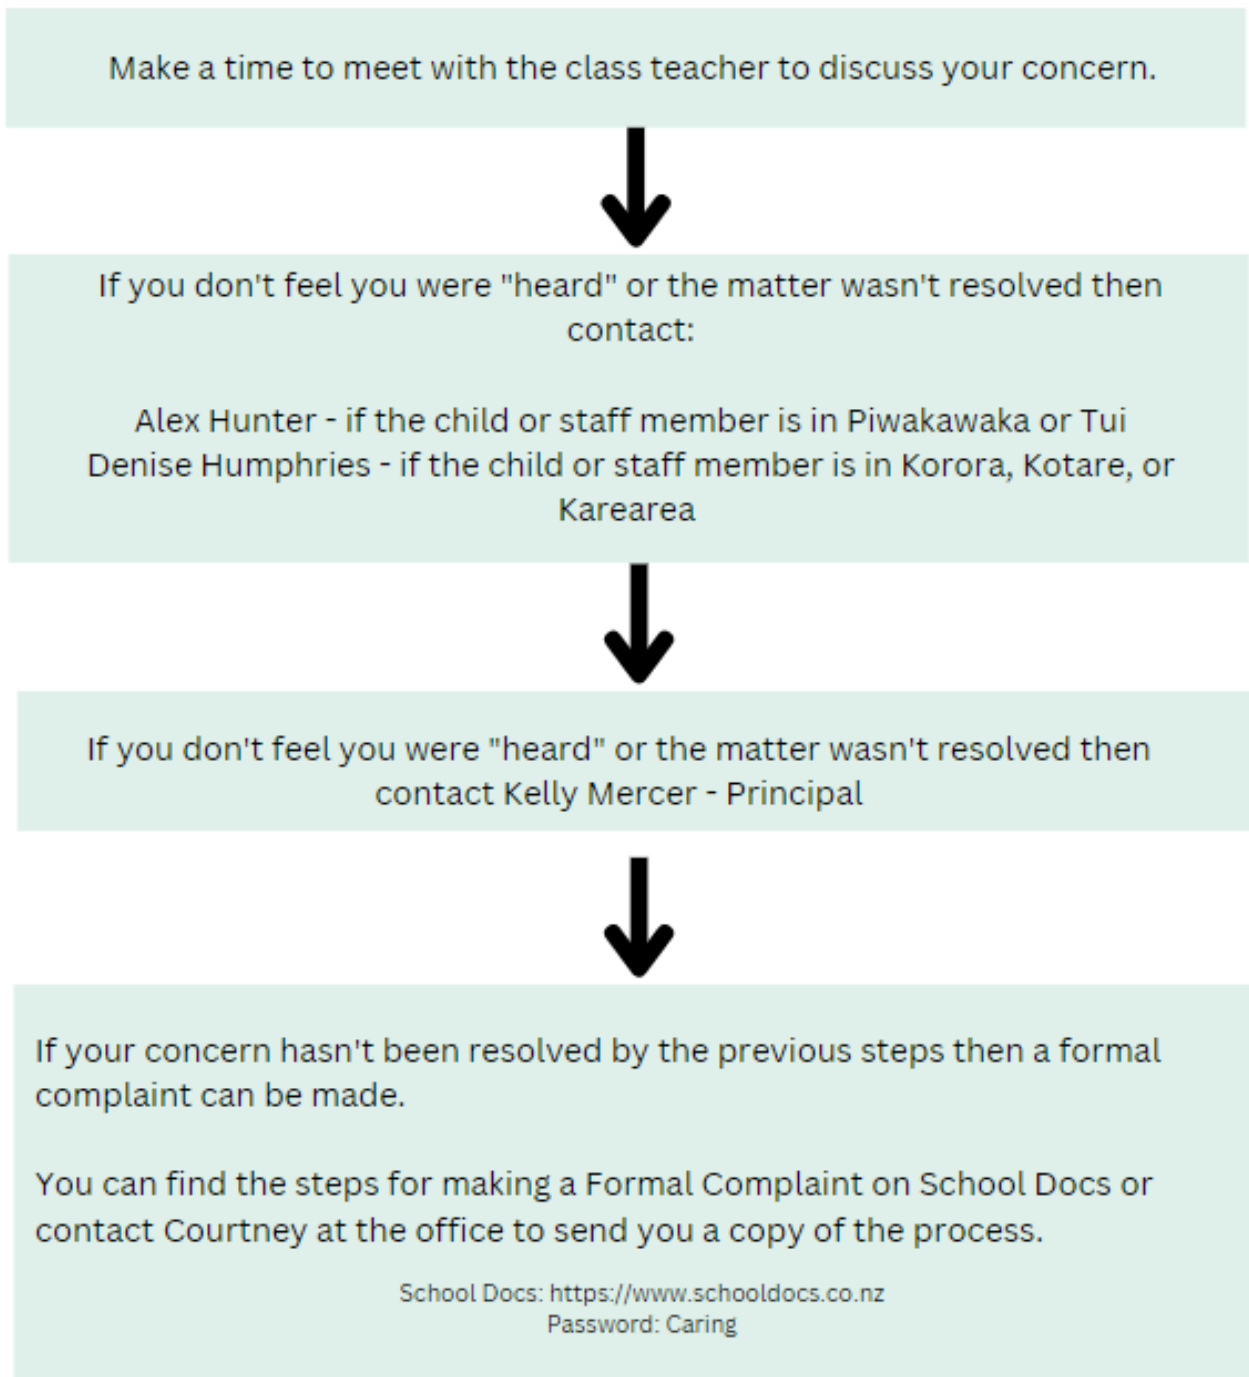 Make a time to meet with the class teacher to discuss your concern.
If you don't feel you were "heard" or the matter wasn't resolved then
contact:
Alex Hunter - if the child or staff member is in Piwakawaka or Tui
Denise Humphries - if the child or staff member is in Korora, Kotare, or
Karearea
If you don't feel you were "heard" or the matter wasn't resolved then
contact Kelly Mercer - Principal
If your concern hasn't been resolved by the previous steps then a formal
complaint can be made.
You can find the steps for making a Formal Complaint on School Docs or
contact Courtney at the office to send you a copy of the process.
School Docs: https://www.schooldocs.co.nz
Password: Caring